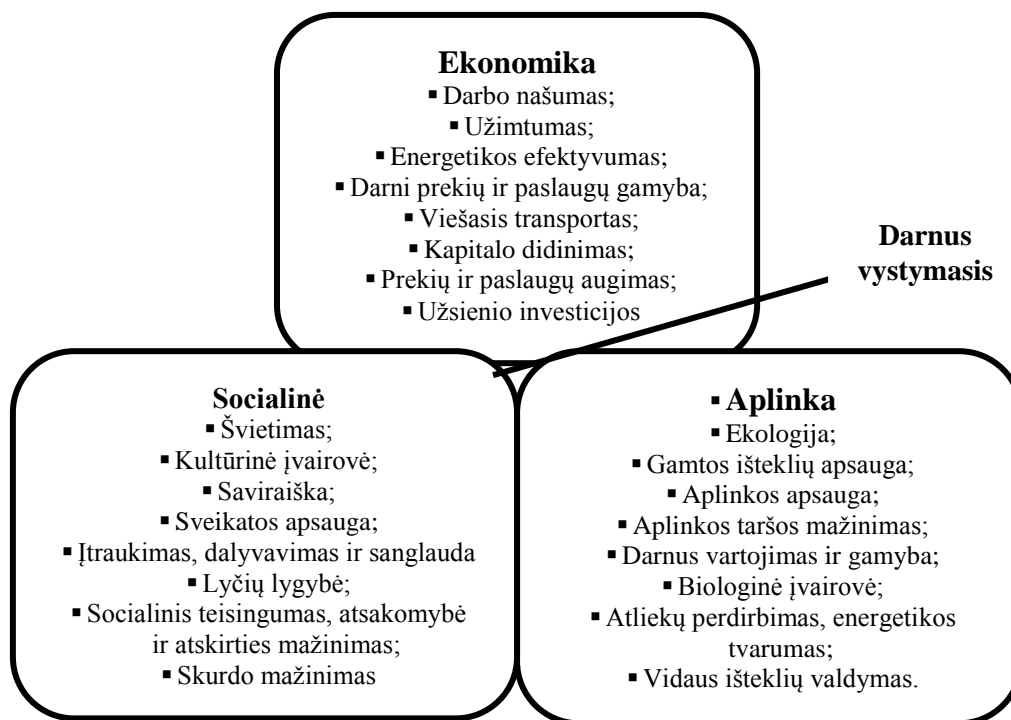 Ekonomika
▪ Darbo našumas;
▪ Užimtumas;
▪ Energetikos efektyvumas;
▪ Darni prekių ir paslaugų gamyba;
▪ Viešasis transportas;
▪ Kapitalo didinimas;
▪ Prekių ir paslaugų augimas;
▪ Užsienio investicijos
Darnus
vystymasis
Socialinė
▪ Švietimas;
▪ Kultūrinė įvairovė;
▪ Saviraiška;
▪ Sveikatos apsauga;
▪ Įtraukimas, dalyvavimas ir sanglauda
▪ Lyčių lygybė;
▪ Socialinis teisingumas, atsakomybė
ir atskirties mažinimas;
▪ Skurdo mažinimas
▪ Aplinka
▪ Ekologija;
▪ Gamtos išteklių apsauga;
▪ Aplinkos apsauga;
▪ Aplinkos taršos mažinimas;
▪ Darnus vartojimas ir gamyba;
▪ Biologinė įvairovė;
▪ Atliekų perdirbimas, energetikos
tvarumas;
▪ Vidaus išteklių valdymas.